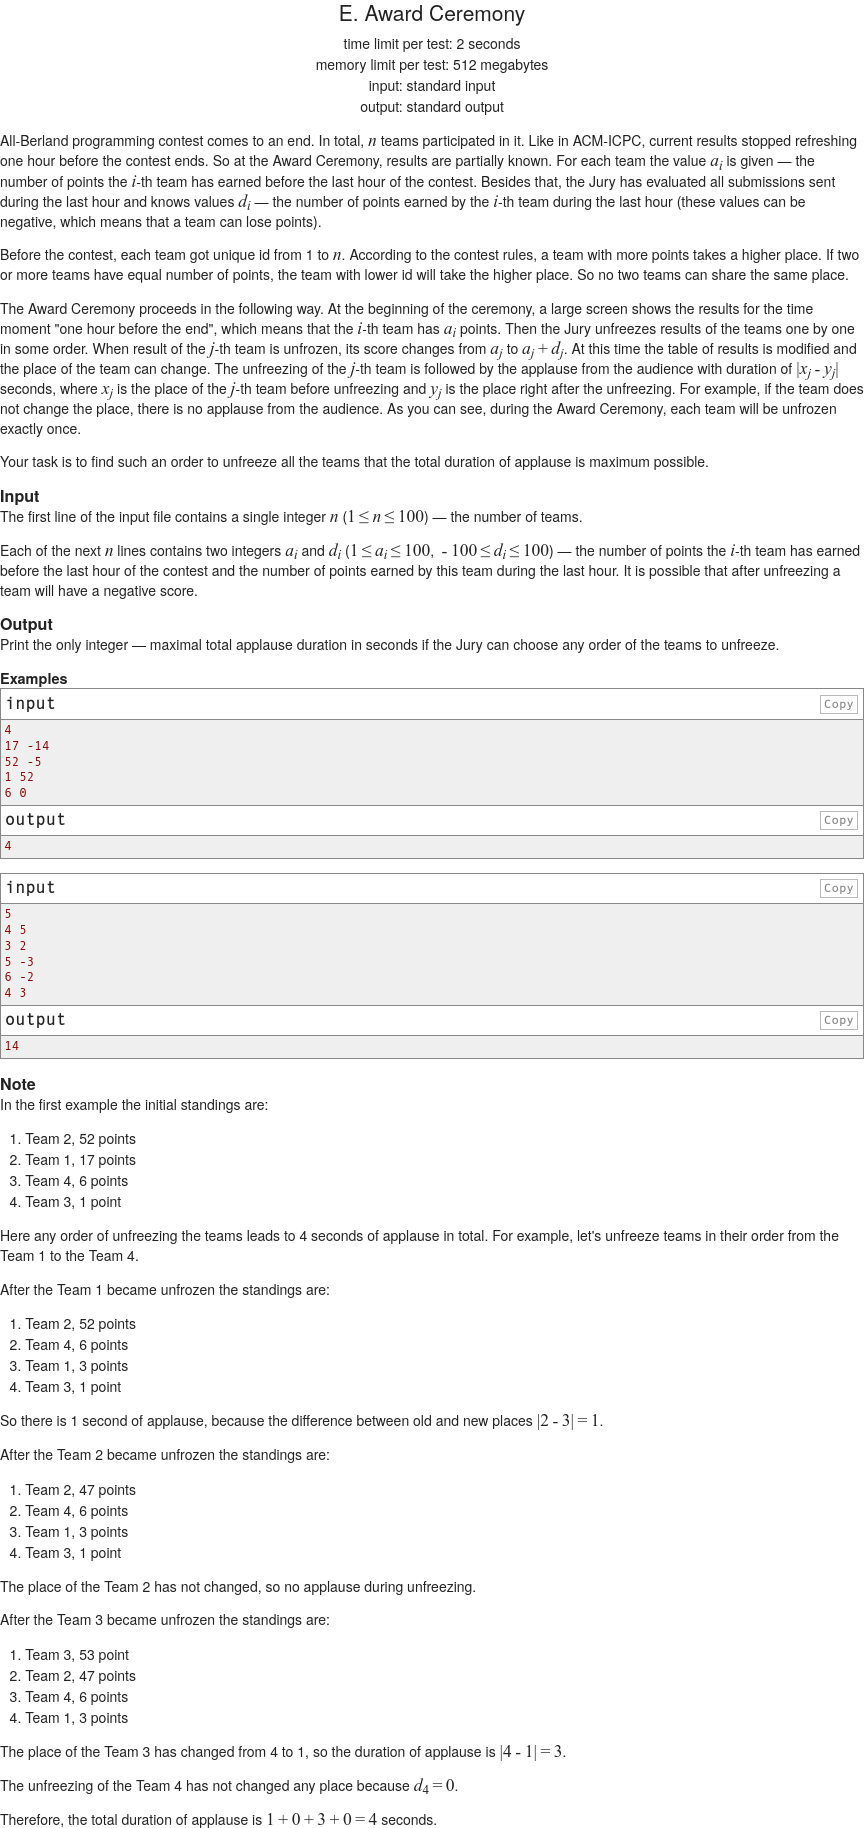 E. Award Ceremony
time limit per test: 2 seconds
memory limit per test: 512 megabytes
input: standard input
output: standard output
All-Berland programming contest comes to an end. In total, n teams participated in it. Like in ACM-ICPC, current results stopped refreshing
one hour before the contest ends. So at the Award Ceremony, results are partially known. For each team the value a_i is given — the
number of points the i-th team has earned before the last hour of the contest. Besides that, the Jury has evaluated all submissions sent
during the last hour and knows values d_i — the number of points earned by the i-th team during the last hour (these values can be
negative, which means that a team can lose points).
Before the contest, each team got unique id from 1 to n. According to the contest rules, a team with more points takes a higher place. If two
or more teams have equal number of points, the team with lower id will take the higher place. So no two teams can share the same place.
The Award Ceremony proceeds in the following way. At the beginning of the ceremony, a large screen shows the results for the time
moment "one hour before the end", which means that the i-th team has a_i points. Then the Jury unfreezes results of the teams one by one
in some order. When result of the j-th team is unfrozen, its score changes from a_j to a_j + d_j. At this time the table of results is modified and
the place of the team can change. The unfreezing of the j-th team is followed by the applause from the audience with duration of |x_j - y_j|
seconds, where x_j is the place of the j-th team before unfreezing and y_j is the place right after the unfreezing. For example, if the team does
not change the place, there is no applause from the audience. As you can see, during the Award Ceremony, each team will be unfrozen
exactly once.
Your task is to find such an order to unfreeze all the teams that the total duration of applause is maximum possible.
Input
The first line of the input file contains a single integer n (1 ≤ n ≤ 100) — the number of teams.
Each of the next n lines contains two integers a_i and d_i (1 ≤ a_i ≤ 100, - 100 ≤ d_i ≤ 100) — the number of points the i-th team has earned
before the last hour of the contest and the number of points earned by this team during the last hour. It is possible that after unfreezing a
team will have a negative score.
Output
Print the only integer — maximal total applause duration in seconds if the Jury can choose any order of the teams to unfreeze.
Examples
input Copy
4
17 -14
52 -5
1 52
6 0
output Copy
4
input Copy
5
4 5
3 2
5 -3
6 -2
4 3
output Copy
14
Note
In the first example the initial standings are:
1. Team 2, 52 points
2. Team 1, 17 points
3. Team 4, 6 points
4. Team 3, 1 point
Here any order of unfreezing the teams leads to 4 seconds of applause in total. For example, let's unfreeze teams in their order from the
Team 1 to the Team 4.
After the Team 1 became unfrozen the standings are:
1. Team 2, 52 points
2. Team 4, 6 points
3. Team 1, 3 points
4. Team 3, 1 point
So there is 1 second of applause, because the difference between old and new places |2 - 3| = 1.
After the Team 2 became unfrozen the standings are:
1. Team 2, 47 points
2. Team 4, 6 points
3. Team 1, 3 points
4. Team 3, 1 point
The place of the Team 2 has not changed, so no applause during unfreezing.
After the Team 3 became unfrozen the standings are:
1. Team 3, 53 point
2. Team 2, 47 points
3. Team 4, 6 points
4. Team 1, 3 points
The place of the Team 3 has changed from 4 to 1, so the duration of applause is |4 - 1| = 3.
The unfreezing of the Team 4 has not changed any place because d_4 = 0.
Therefore, the total duration of applause is 1 + 0 + 3 + 0 = 4 seconds.